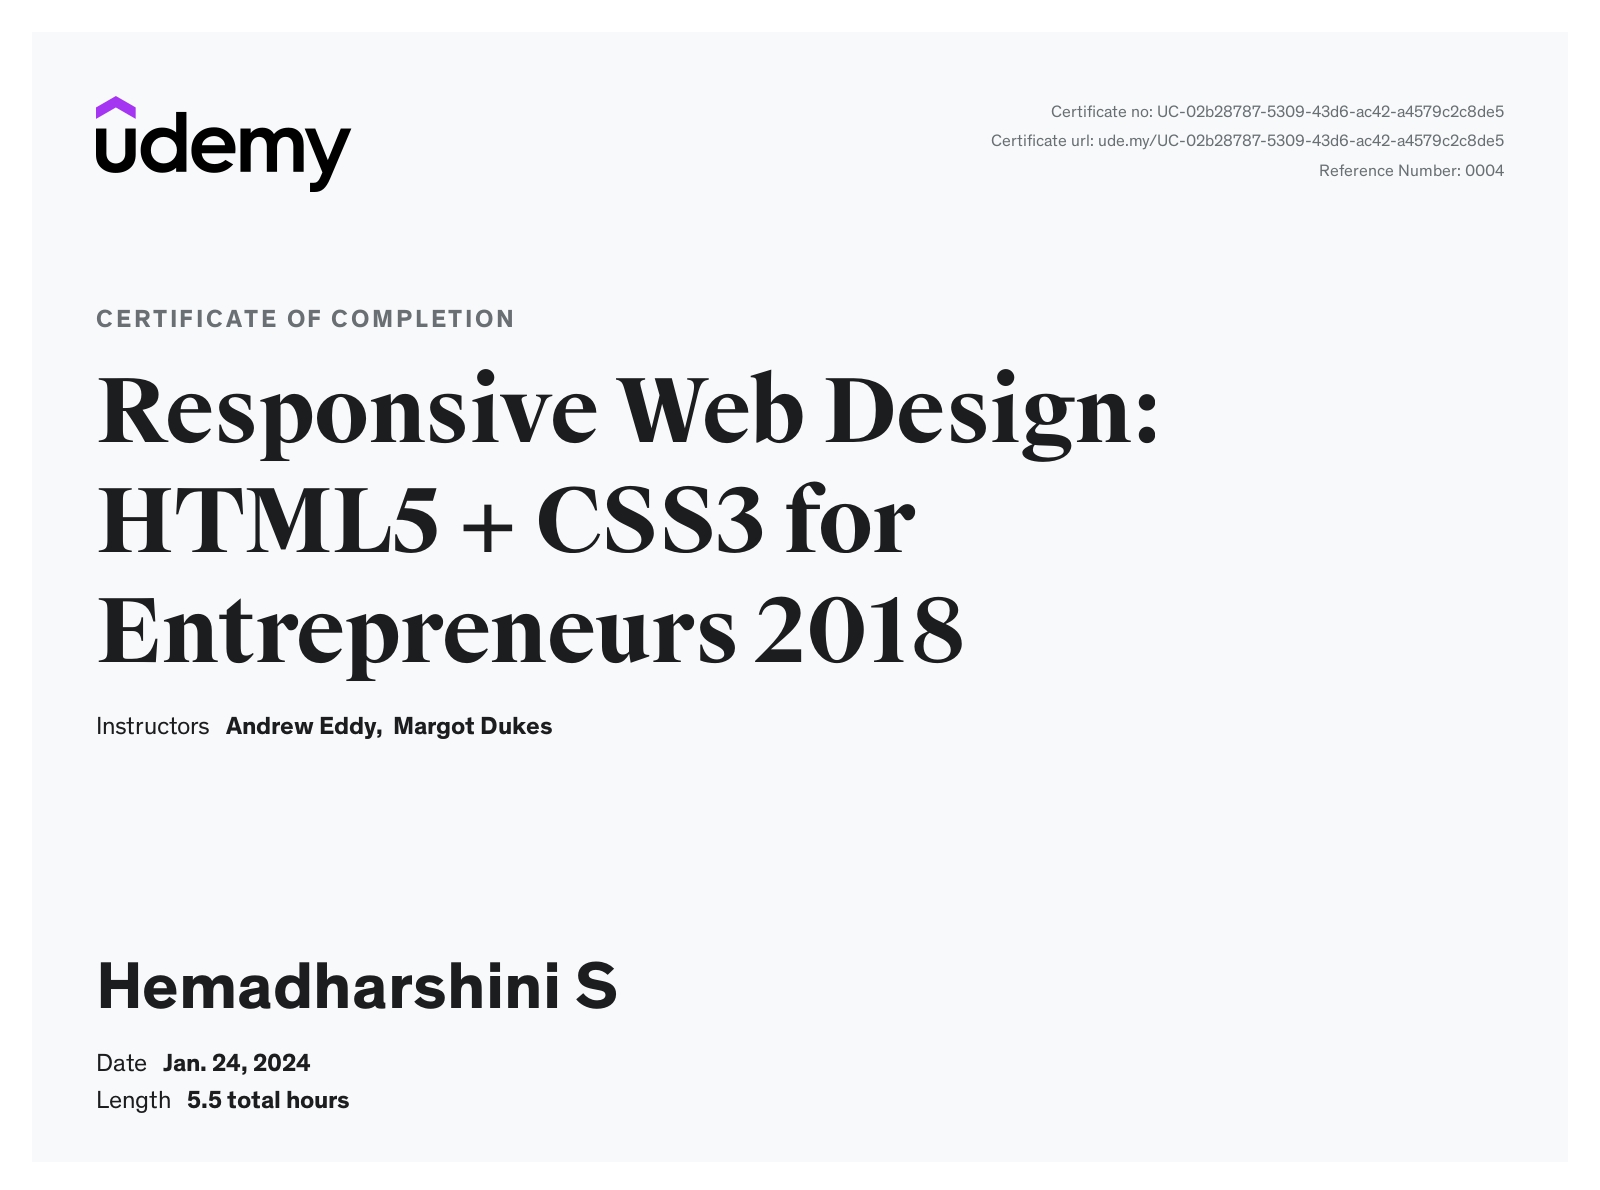 udemy
Certificate no: UC-02b28787-5309-43d6-ac42-a4579c2c8de5
Certificate url: ude.my/UC-02b28787-5309-43d6-ac42-a4579c2c8de5
Reference Number: 0004
CERTIFICATE OF COMPLETION
Responsive Web Design:
HTML5 + CSS3 for
Entrepreneurs 2018
Instructors Andrew Eddy, Margot Dukes
Hemadharshini S
Date Jan. 24, 2024
Length 5.5 total hours